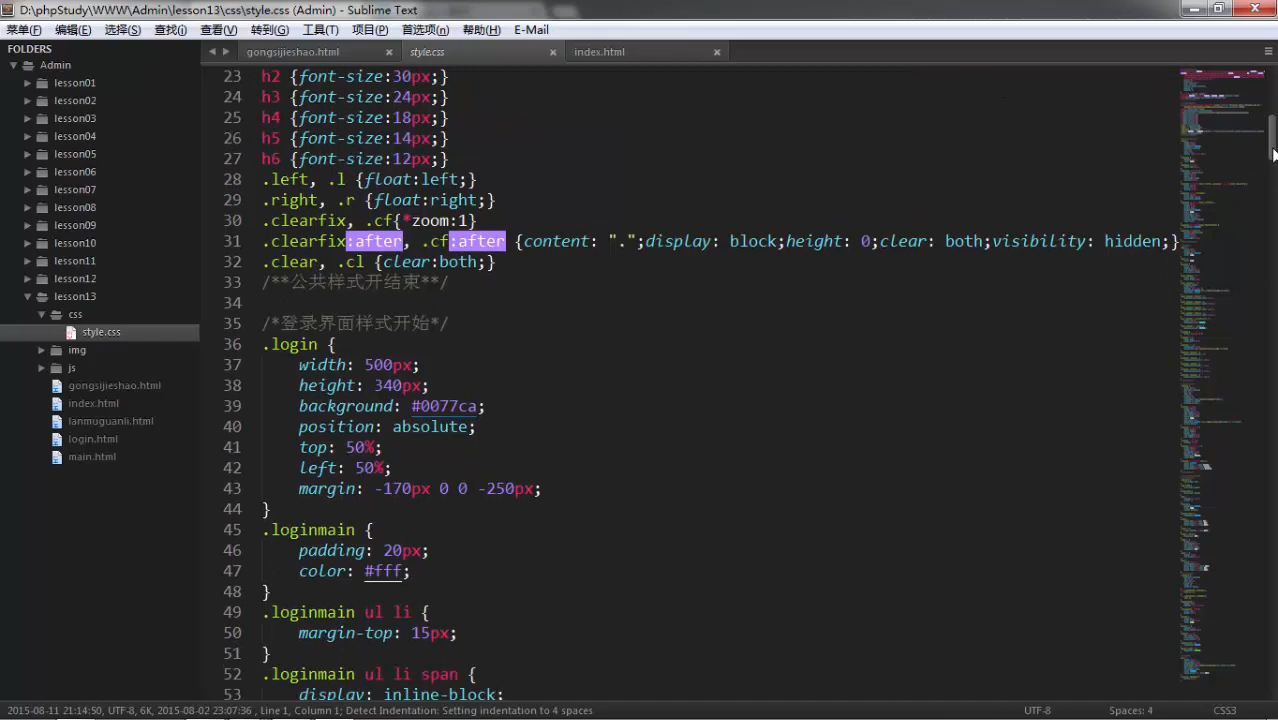 D:\phpStudy\WWW\Admin\lesson13\css\style.css (Admin) - Sublime Text
菜单(F) 编辑(E) 选择(S) 查找(i) 查看(V) 转到(G) 工具(T) 项目(P) 首选项(n) 帮助(H) E-Mail
FOLDERS
Admin
lesson01
lesson02
lesson03
lesson04
lesson05
lesson06
lesson07
lesson08
lesson09
lesson10
lesson11
lesson12
lesson13
css
style.css
img
js
gongsijieshao.html
index.html
lanmuguanli.html
login.html
main.html
gongsijieshao.html style.css index.html
23 h2 {font-size:30px;}
24 h3 {font-size:24px;}
25 h4 {font-size:18px;}
26 h5 {font-size:14px;}
27 h6 {font-size:12px;}
28 .left, .l {float:left;}
29 .right, .r {float:right;}
30 .clearfix, .cf{*zoom:1}
31 .clearfix:after, .cf:after {content: ".";display: block;height: 0;clear: both;visibility: hidden;}
32 .clear, .cl {clear:both;}
33 /**公共样式开结束**/
34
35 /*登录界面样式开始*/
36 .login {
37 width: 500px;
38 height: 340px;
39 background: #0077ca;
40 position: absolute;
41 top: 50%;
42 left: 50%;
43 margin: -170px 0 0 -250px;
44 }
45 .loginmain {
46 padding: 20px;
47 color: #fff;
48 }
49 .loginmain ul li {
50 margin-top: 15px;
51 }
52 .loginmain ul li span {
53 display: inline-block;
2015-08-11 21:14:50, UTF-8, 6K, 2015-08-02 23:07:36, Line 1, Column 1; Detect Indentation: Setting indentation to 4 spaces UTF-8 Spaces: 4 CSS3